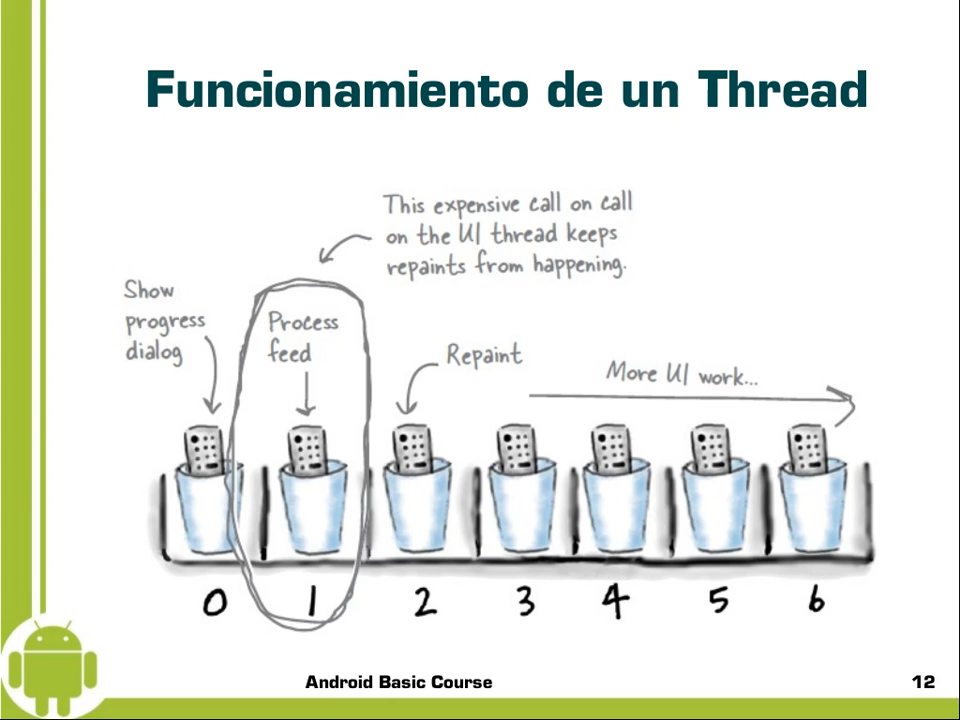 Funcionamiento de un Thread
This expensive call on call
on the UI thread keeps
repaints from happening.
Show
progress
dialog
Process
feed
Repaint
More UI work...
0 1 2 3 4 5 6
Android Basic Course
12